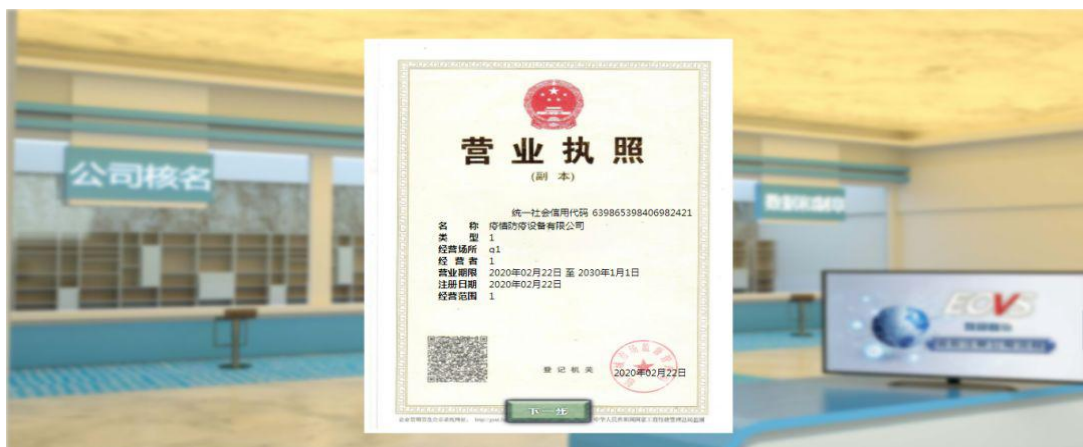 公司核名
营业执照
(副 本)
统一社会信用代码 639865398406982421
名 称 疫情防疫设备有限公司
类 型 1
经营场所 α1
经 营 者 1
营业期限 2020年02月22日 至 2030年1月1日
注册日期 2020年02月22日
经营范围 1
登 记 机 关
2020年02月22日
下一步
EOVS